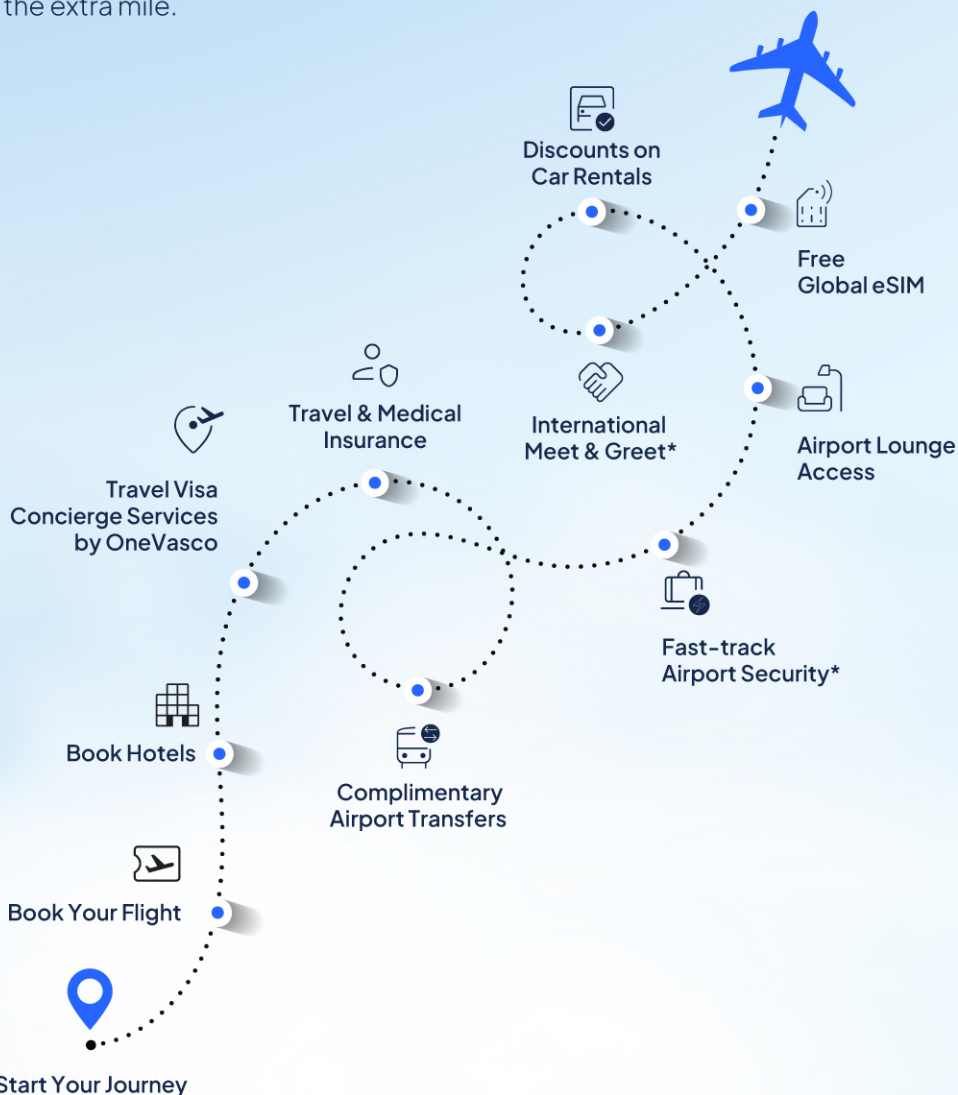 the extra mile.
Discounts on
Car Rentals
Free
Global eSIM
International
Meet & Greet*
Airport Lounge
Access
Travel & Medical
Insurance
Travel Visa
Concierge Services
by OneVasco
Fast-track
Airport Security*
Book Hotels
Complimentary
Airport Transfers
Book Your Flight
Start Your Journey